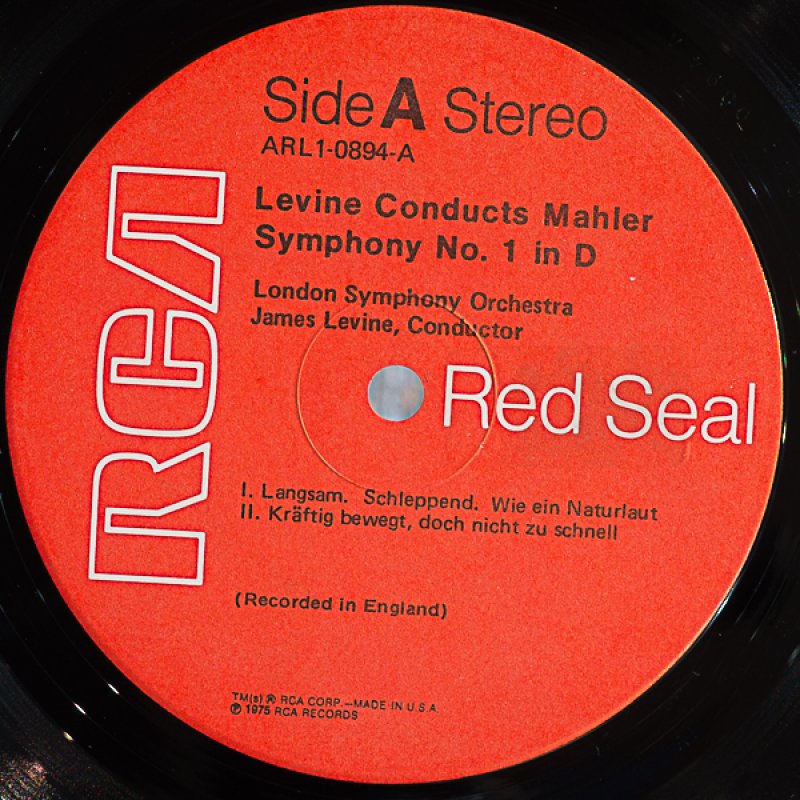 Side A Stereo
ARL1-0894-A
Levine Conducts Mahler
Symphony No. 1 in D
London Symphony Orchestra
James Levine, Conductor
RCA
Red Seal
I. Langsam. Schleppend. Wie ein Naturlaut
II. Kräftig bewegt, doch nicht zu schnell
(Recorded in England)
TM(s) ® RCA CORP.—MADE IN U.S.A.
℗ 1975 RCA RECORDS